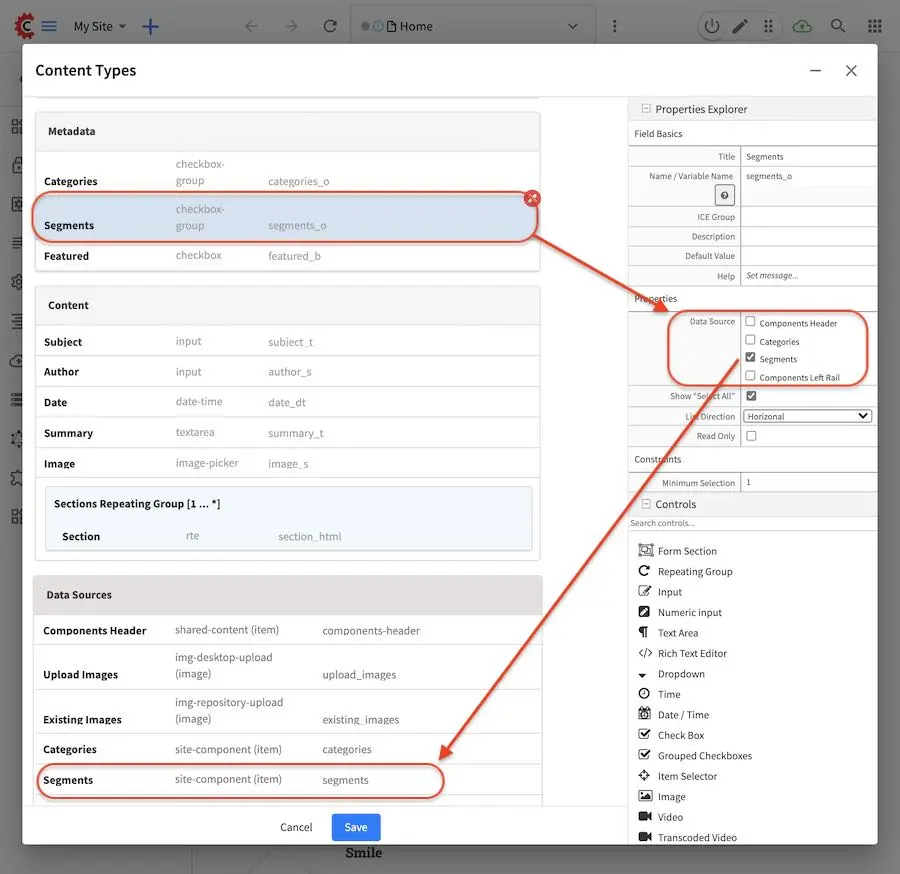 My Site
Home
Content Types
Metadata
Categories checkbox-group categories_o
Segments checkbox-group segments_o
Featured checkbox featured_b
Content
Subject input subject_t
Author input author_s
Date date-time date_dt
Summary textarea summary_t
Image image-picker image_s
Sections Repeating Group [1 ... *]
Section rte section_html
Data Sources
Components Header shared-content (item) components-header
Upload Images img-desktop-upload (image) upload_images
Existing Images img-repository-upload (image) existing_images
Categories site-component (item) categories
Segments site-component (item) segments
Cancel Save
Properties Explorer
Field Basics
Title Segments
Name / Variable Name segments_o
ICE Group
Description
Default Value
Help Set message...
Properties
Data Source Components Header
Categories
Segments
Components Left Rail
Show "Select All"
List Direction Horizonal
Read Only
Constraints
Minimum Selection 1
Controls
Search controls...
Form Section
Repeating Group
Input
Numeric input
Text Area
Rich Text Editor
Dropdown
Time
Date / Time
Check Box
Grouped Checkboxes
Item Selector
Image
Video
Transcoded Video
Smile